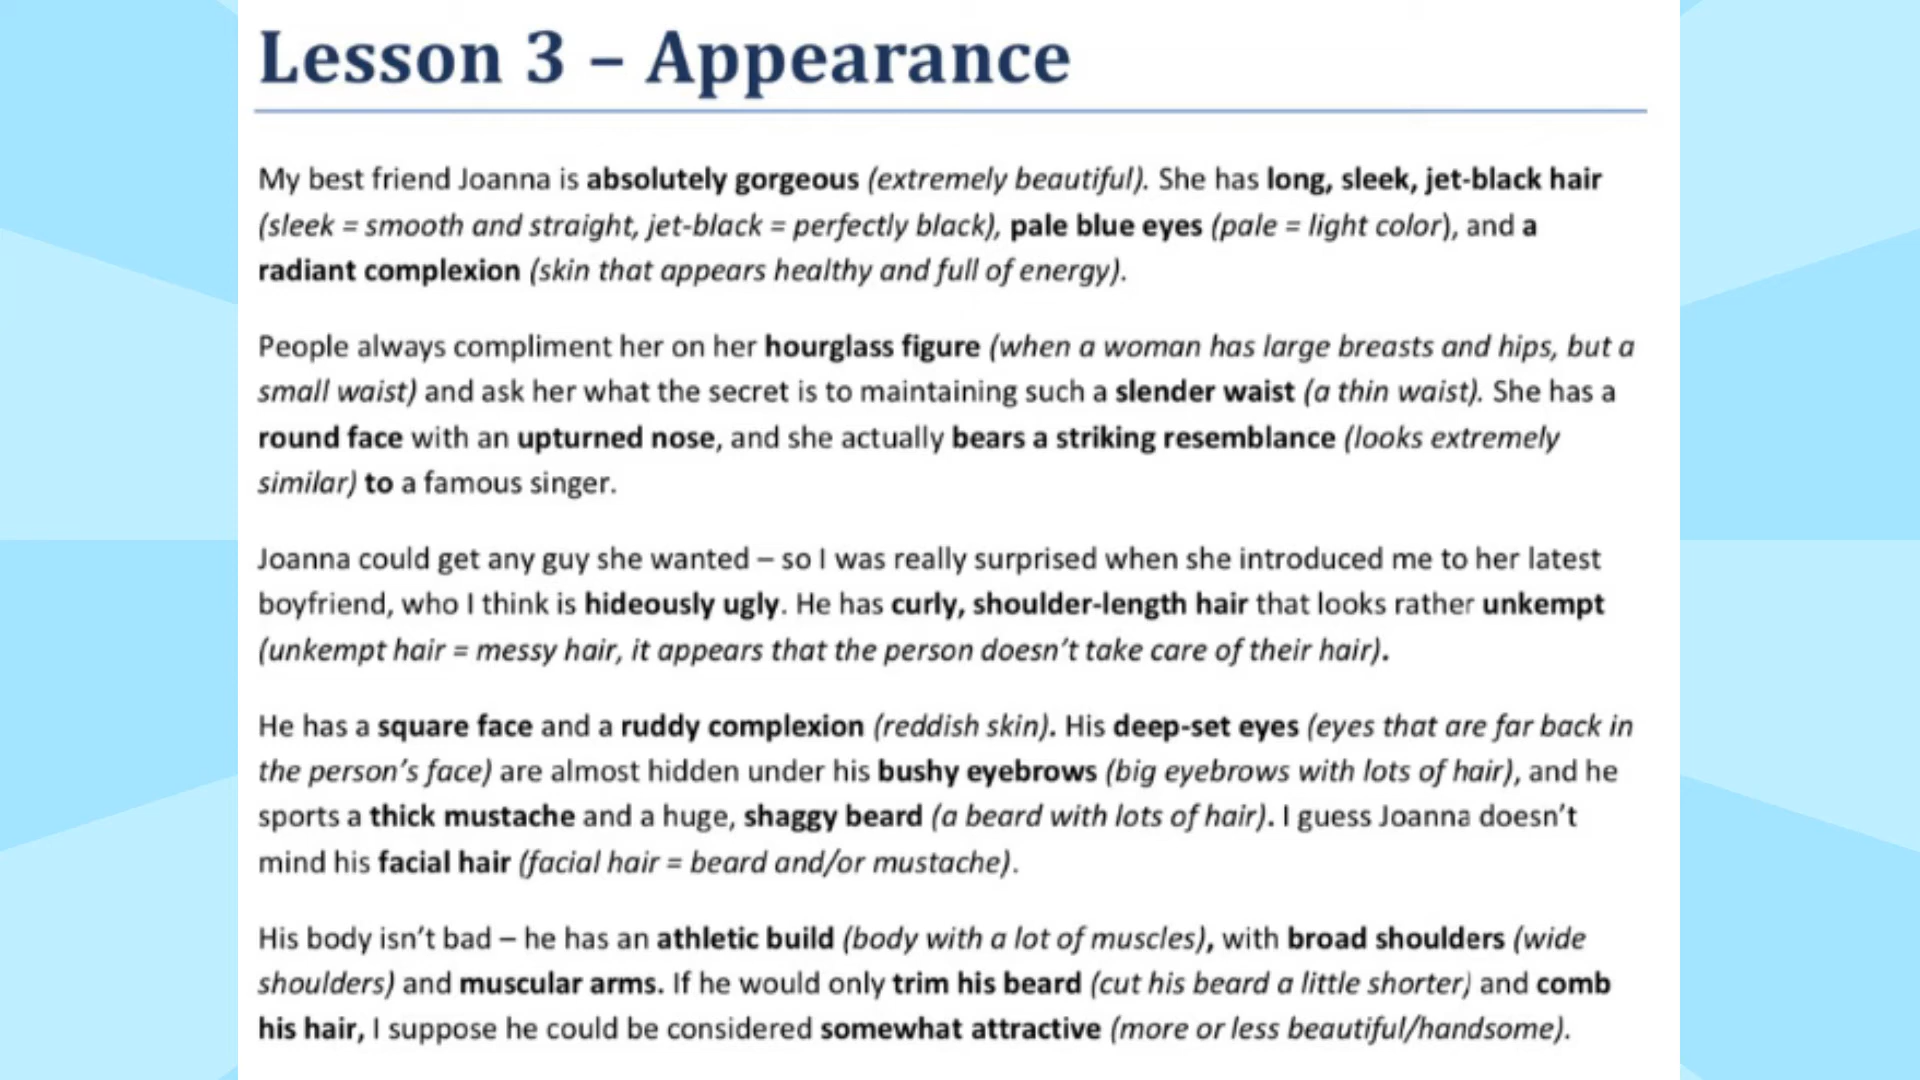 Lesson 3 – Appearance
My best friend Joanna is absolutely gorgeous (extremely beautiful). She has long, sleek, jet-black hair
(sleek = smooth and straight, jet-black = perfectly black), pale blue eyes (pale = light color), and a
radiant complexion (skin that appears healthy and full of energy).
People always compliment her on her hourglass figure (when a woman has large breasts and hips, but a
small waist) and ask her what the secret is to maintaining such a slender waist (a thin waist). She has a
round face with an upturned nose, and she actually bears a striking resemblance (looks extremely
similar) to a famous singer.
Joanna could get any guy she wanted – so I was really surprised when she introduced me to her latest
boyfriend, who I think is hideously ugly. He has curly, shoulder-length hair that looks rather unkempt
(unkempt hair = messy hair, it appears that the person doesn’t take care of their hair).
He has a square face and a ruddy complexion (reddish skin). His deep-set eyes (eyes that are far back in
the person’s face) are almost hidden under his bushy eyebrows (big eyebrows with lots of hair), and he
sports a thick mustache and a huge, shaggy beard (a beard with lots of hair). I guess Joanna doesn’t
mind his facial hair (facial hair = beard and/or mustache).
His body isn’t bad – he has an athletic build (body with a lot of muscles), with broad shoulders (wide
shoulders) and muscular arms. If he would only trim his beard (cut his beard a little shorter) and comb
his hair, I suppose he could be considered somewhat attractive (more or less beautiful/handsome).